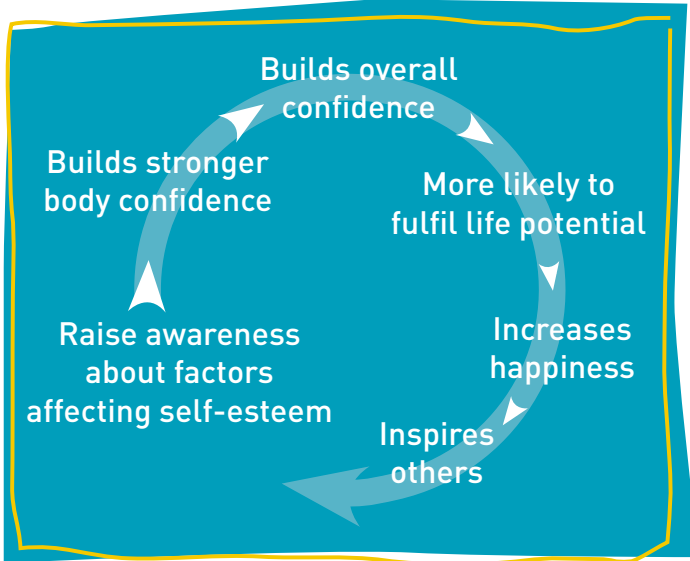 Builds overall
confidence
Builds stronger
body confidence
More likely to
fulfil life potential
Raise awareness
about factors
affecting self-esteem
Increases
happiness
Inspires
others